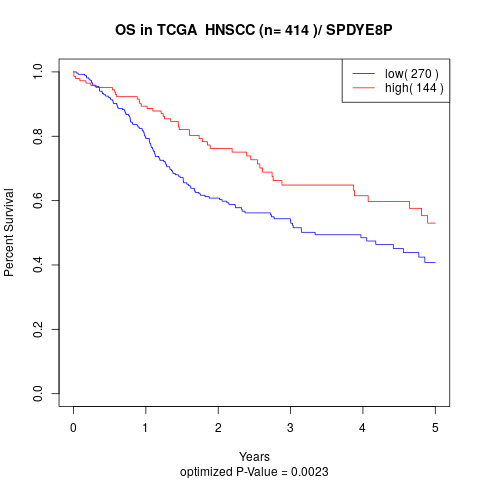 OS in TCGA  HNSCC (n= 414 )/ SPDYE8P
low( 270 )
high( 144 )
Percent Survival
1.0
0.8
0.6
0.4
0.2
0.0
0 1 2 3 4 5
Years
optimized P-Value = 0.0023